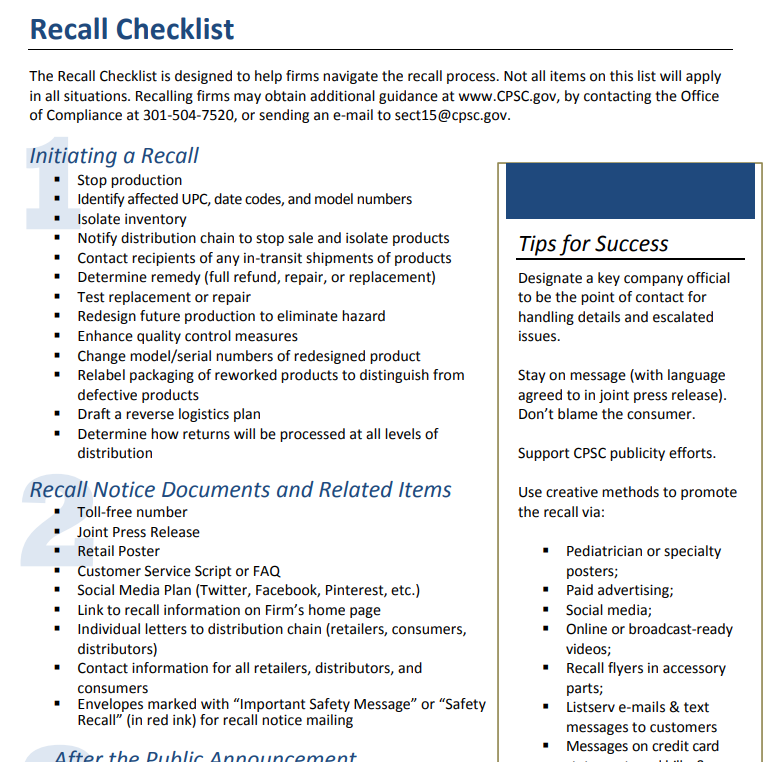 Recall Checklist
The Recall Checklist is designed to help firms navigate the recall process. Not all items on this list will apply
in all situations. Recalling firms may obtain additional guidance at www.CPSC.gov, by contacting the Office
of Compliance at 301-504-7520, or sending an e-mail to sect15@cpsc.gov.
1
Initiating a Recall
▪ Stop production
▪ Identify affected UPC, date codes, and model numbers
▪ Isolate inventory
▪ Notify distribution chain to stop sale and isolate products
▪ Contact recipients of any in-transit shipments of products
▪ Determine remedy (full refund, repair, or replacement)
▪ Test replacement or repair
▪ Redesign future production to eliminate hazard
▪ Enhance quality control measures
▪ Change model/serial numbers of redesigned product
▪ Relabel packaging of reworked products to distinguish from
defective products
▪ Draft a reverse logistics plan
▪ Determine how returns will be processed at all levels of
distribution
2
Recall Notice Documents and Related Items
▪ Toll-free number
▪ Joint Press Release
▪ Retail Poster
▪ Customer Service Script or FAQ
▪ Social Media Plan (Twitter, Facebook, Pinterest, etc.)
▪ Link to recall information on Firm’s home page
▪ Individual letters to distribution chain (retailers, consumers,
distributors)
▪ Contact information for all retailers, distributors, and
consumers
▪ Envelopes marked with “Important Safety Message” or “Safety
Recall” (in red ink) for recall notice mailing
After the Public Announcement
Tips for Success
Designate a key company official
to be the point of contact for
handling details and escalated
issues.
Stay on message (with language
agreed to in joint press release).
Don’t blame the consumer.
Support CPSC publicity efforts.
Use creative methods to promote
the recall via:
▪ Pediatrician or specialty
posters;
▪ Paid advertising;
▪ Social media;
▪ Online or broadcast-ready
videos;
▪ Recall flyers in accessory
parts;
▪ Listserv e-mails & text
messages to customers
▪ Messages on credit card